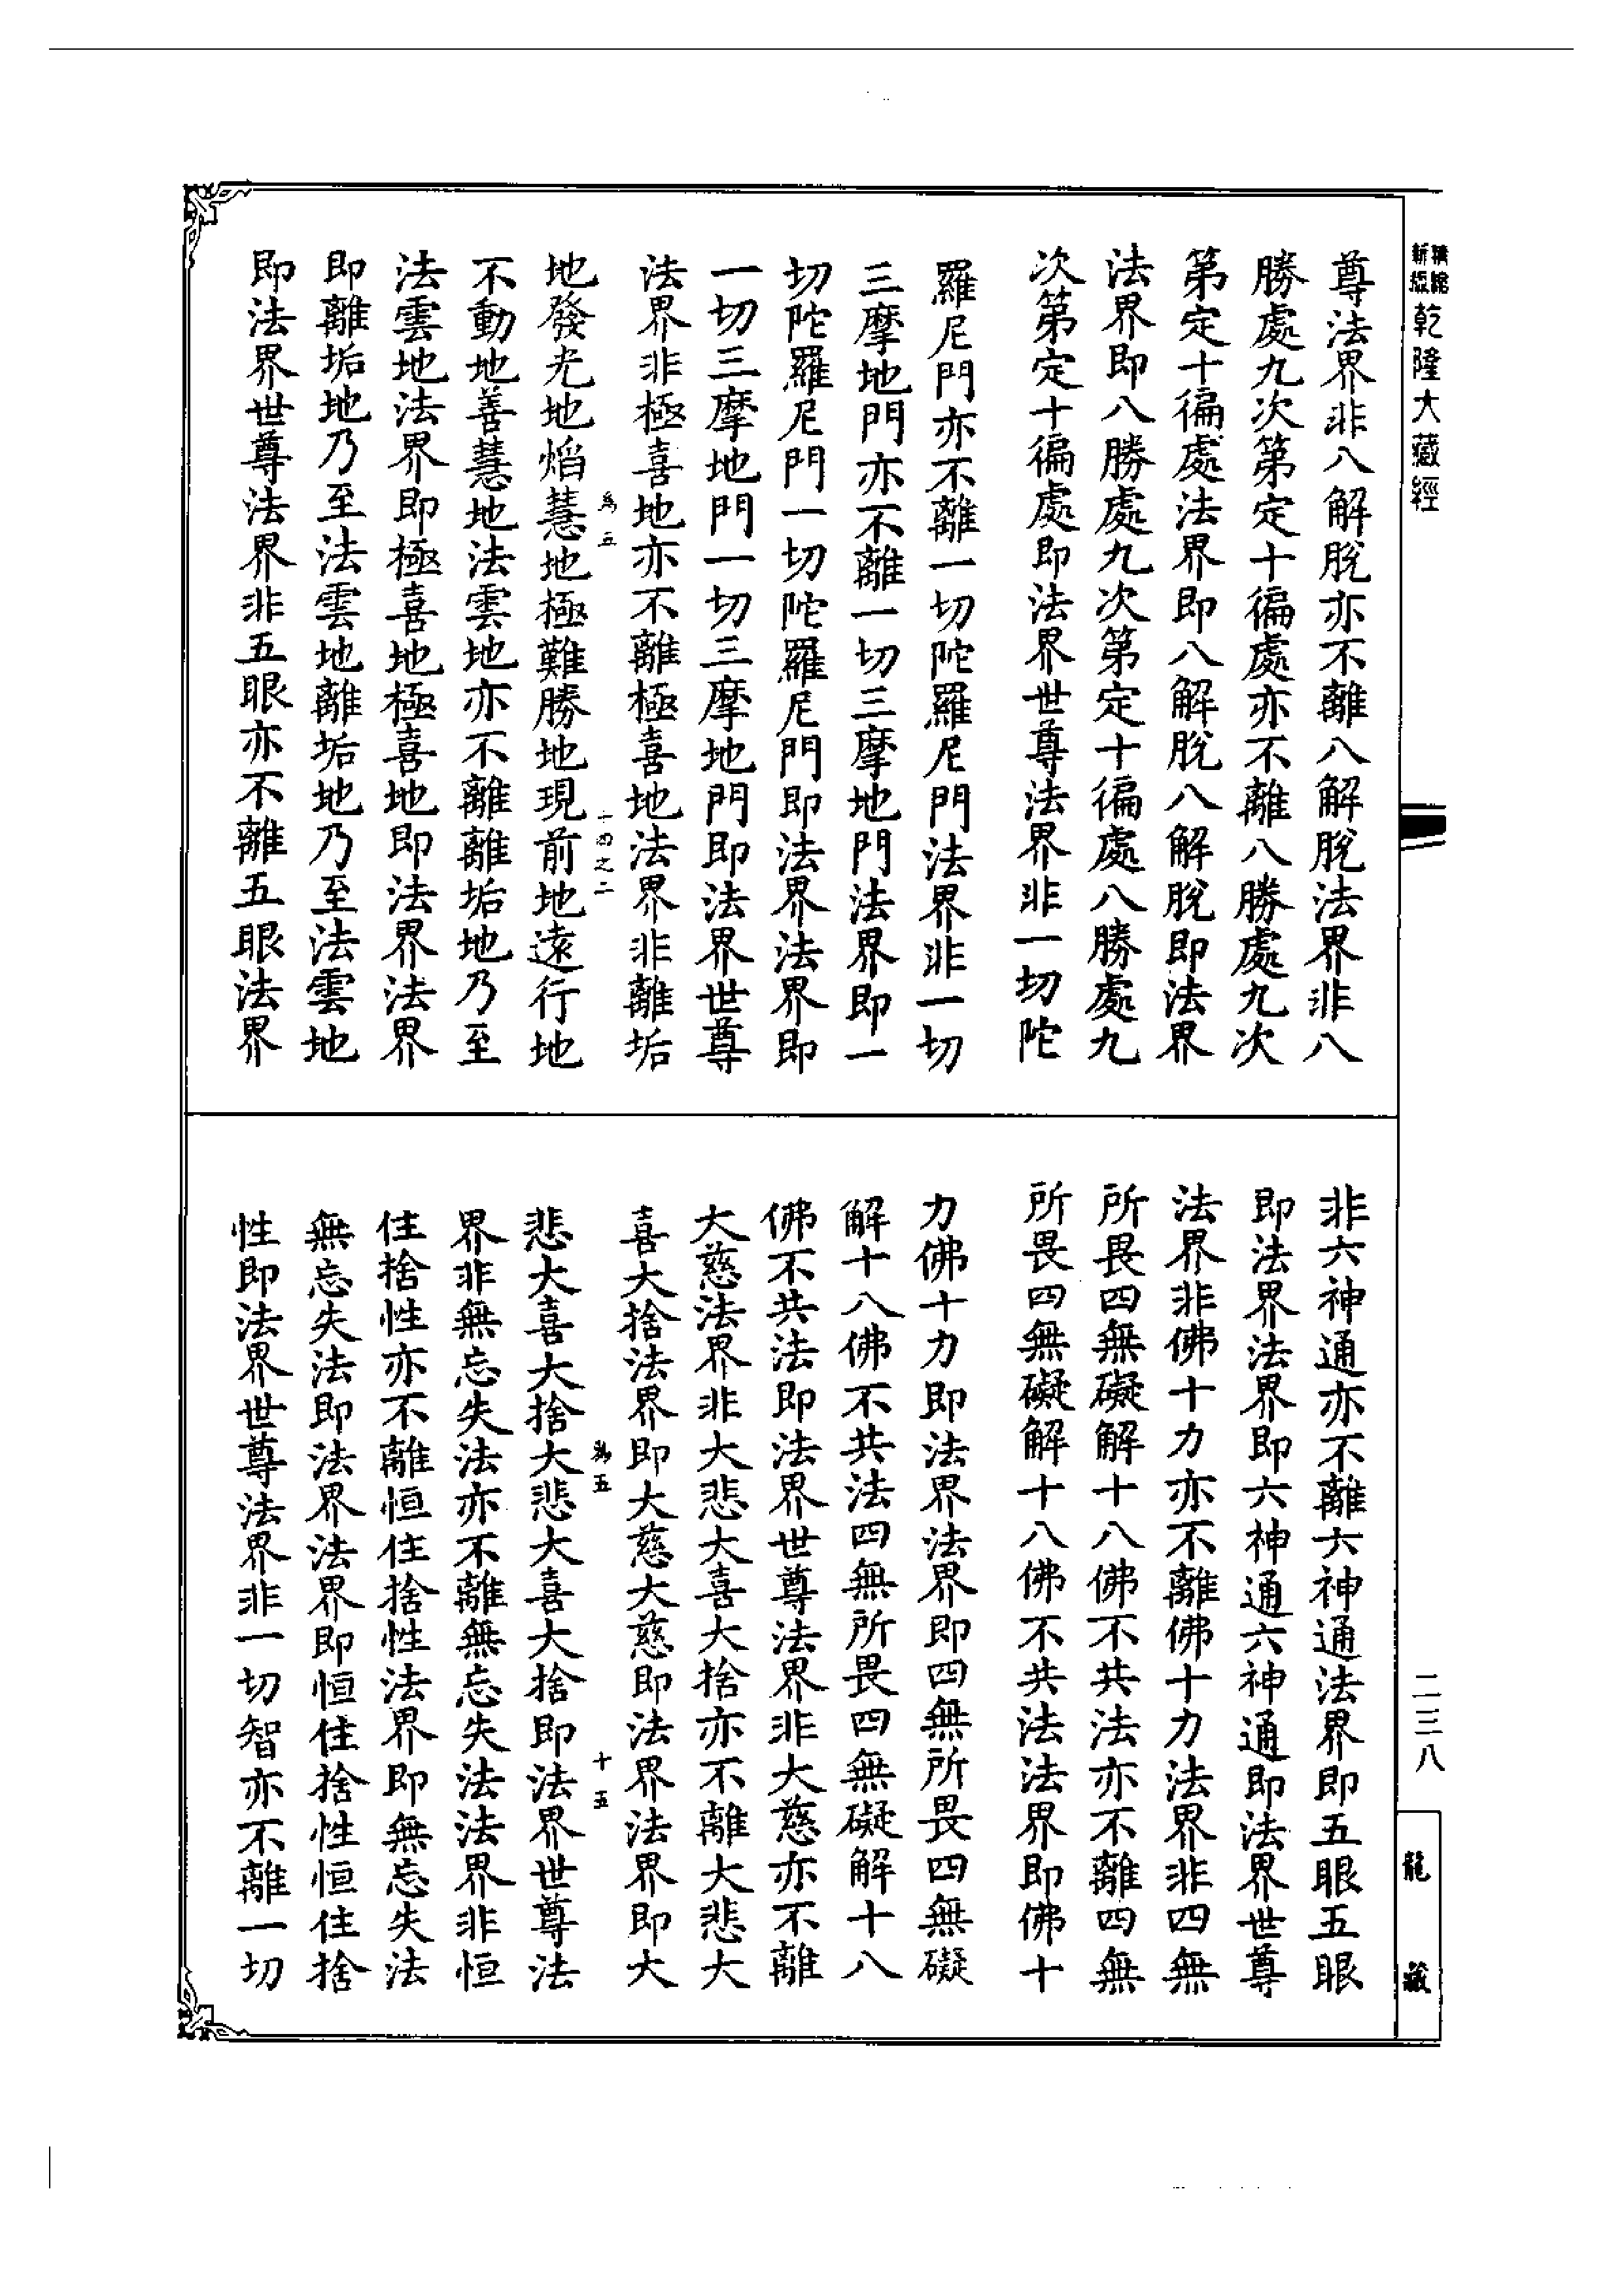 乾隆大藏經
尊法界非八解脫亦不離八解脫法界非八
勝處九次第定十徧處亦不離八勝處九次
第定十徧處法界即八解脫八解脫即法界
法界即八勝處九次第定十徧處八勝處九
次第定十徧處即法界世尊法界非一切陀
羅尼門亦不離一切陀羅尼門法界非一切
三摩地門亦不離一切三摩地門法界即一
切陀羅尼門一切陀羅尼門即法界法界即
一切三摩地門一切三摩地門即法界世尊
法界非極喜地亦不離極喜地法界非離垢
十四之二
地發光地焰慧地極難勝地現前地遠行地
不動地善慧地法雲地亦不離離垢地乃至
法雲地法界即極喜地極喜地即法界法界
即離垢地乃至法雲地離垢地乃至法雲地
即法界世尊法界非五眼亦不離五眼法界
二三八
龍藏
非六神通亦不離六神通法界即五眼五眼
即法界法界即六神通六神通即法界世尊
法界非佛十力亦不離佛十力法界非四無
所畏四無礙解十八佛不共法亦不離四無
所畏四無礙解十八佛不共法法界即佛十
力佛十力即法界法界即四無所畏四無礙
解十八佛不共法四無所畏四無礙解十八
佛不共法即法界世尊法界非大慈亦不離
大慈法界非大悲大喜大捨亦不離大悲大
喜大捨法界即大慈大慈即法界法界即大
十五
悲大喜大捨大悲大喜大捨即法界世尊法
界非無忘失法亦不離無忘失法法界非恒
住捨性亦不離恒住捨性法界即無忘失法
無忘失法即法界法界即恒住捨性恒住捨
性即法界世尊法界非一切智亦不離一切